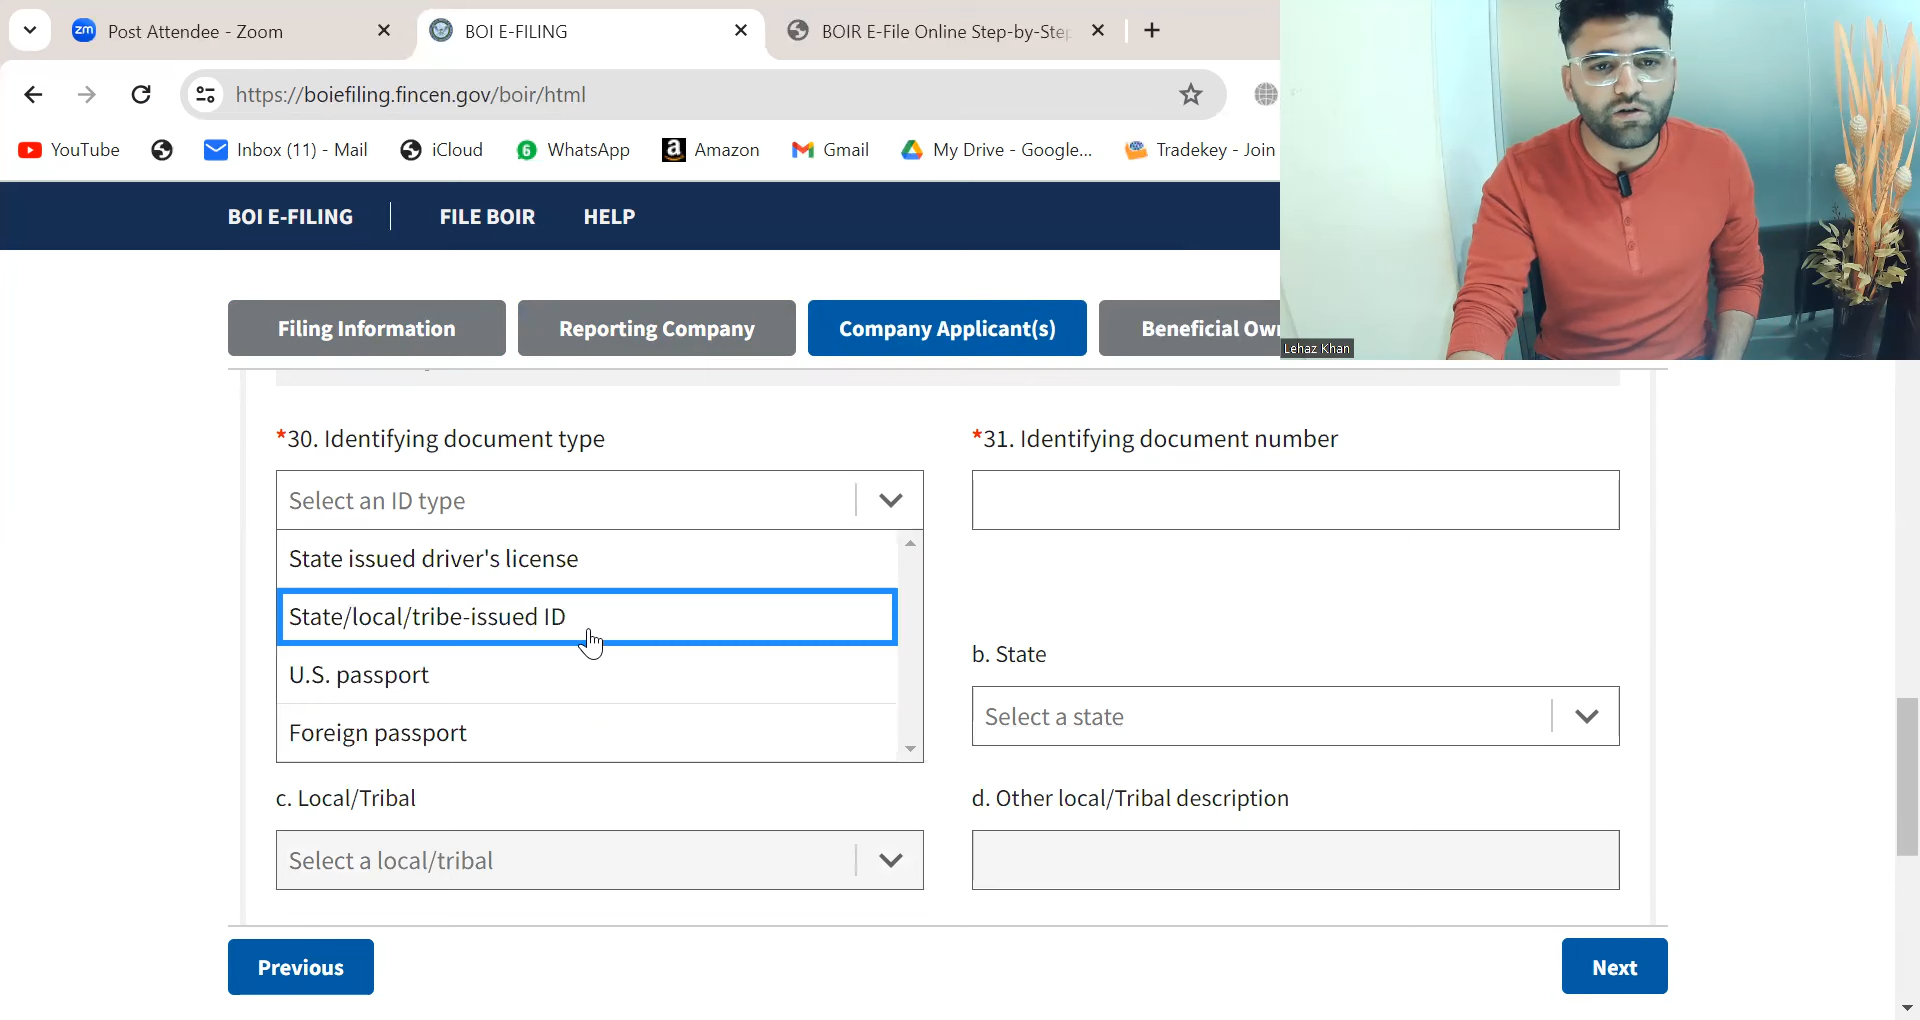 zm Post Attendee - Zoom
BOI E-FILING
BOIR E-File Online Step-by-Step
https://boiefiling.fincen.gov/boir/html
YouTube
Inbox (11) - Mail
iCloud
6 WhatsApp
a Amazon
Gmail
My Drive - Google...
Tradekey - Join
BOI E-FILING
FILE BOIR
HELP
Filing Information
Reporting Company
Company Applicant(s)
Beneficial Own
Lehaz Khan
*30. Identifying document type
*31. Identifying document number
Select an ID type
State issued driver's license
State/local/tribe-issued ID
U.S. passport
Foreign passport
b. State
Select a state
c. Local/Tribal
d. Other local/Tribal description
Select a local/tribal
Previous
Next